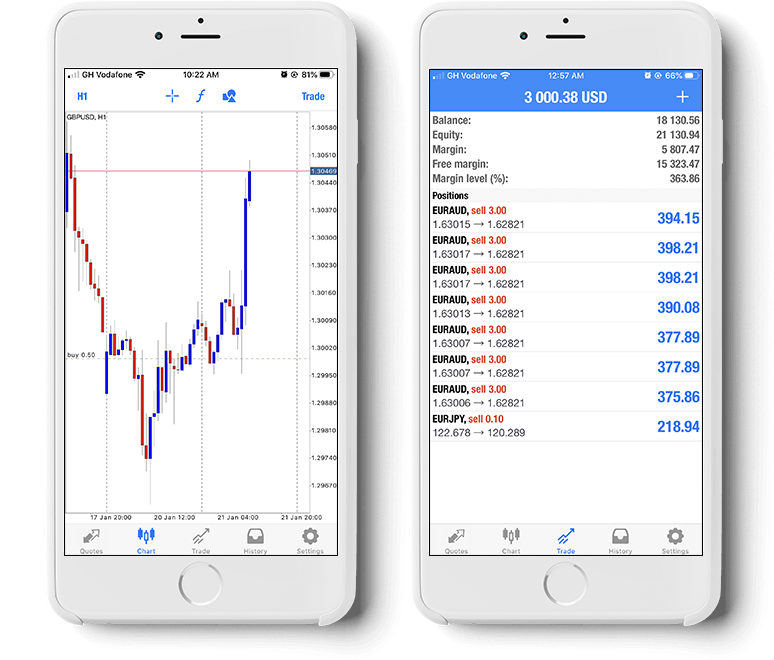 GH Vodafone 10:22 AM 81%
H1 f Trade
GBPUSD, H1
1.30580
1.30510
1.30469
1.30440
1.30370
1.30300
1.30230
1.30160
1.30090
1.30020
buy 0.50
1.29950
1.29880
1.29810
1.29740
1.29670
17 Jan 20:00 20 Jan 12:00 21 Jan 04:00 21 Jan 20:00
Quotes Chart Trade History Settings
GH Vodafone 12:57 AM 66%
3 000.38 USD +
Balance: 18 130.56
Equity: 21 130.94
Margin: 5 807.47
Free margin: 15 323.47
Margin level (%): 363.86
Positions
EURAUD, sell 3.00
1.63015 → 1.62821 394.15
EURAUD, sell 3.00
1.63017 → 1.62821 398.21
EURAUD, sell 3.00
1.63017 → 1.62821 398.21
EURAUD, sell 3.00
1.63013 → 1.62821 390.08
EURAUD, sell 3.00
1.63007 → 1.62821 377.89
EURAUD, sell 3.00
1.63007 → 1.62821 377.89
EURAUD, sell 3.00
1.63006 → 1.62821 375.86
EURJPY, sell 0.10
122.678 → 120.289 218.94
Quotes Chart Trade History Settings